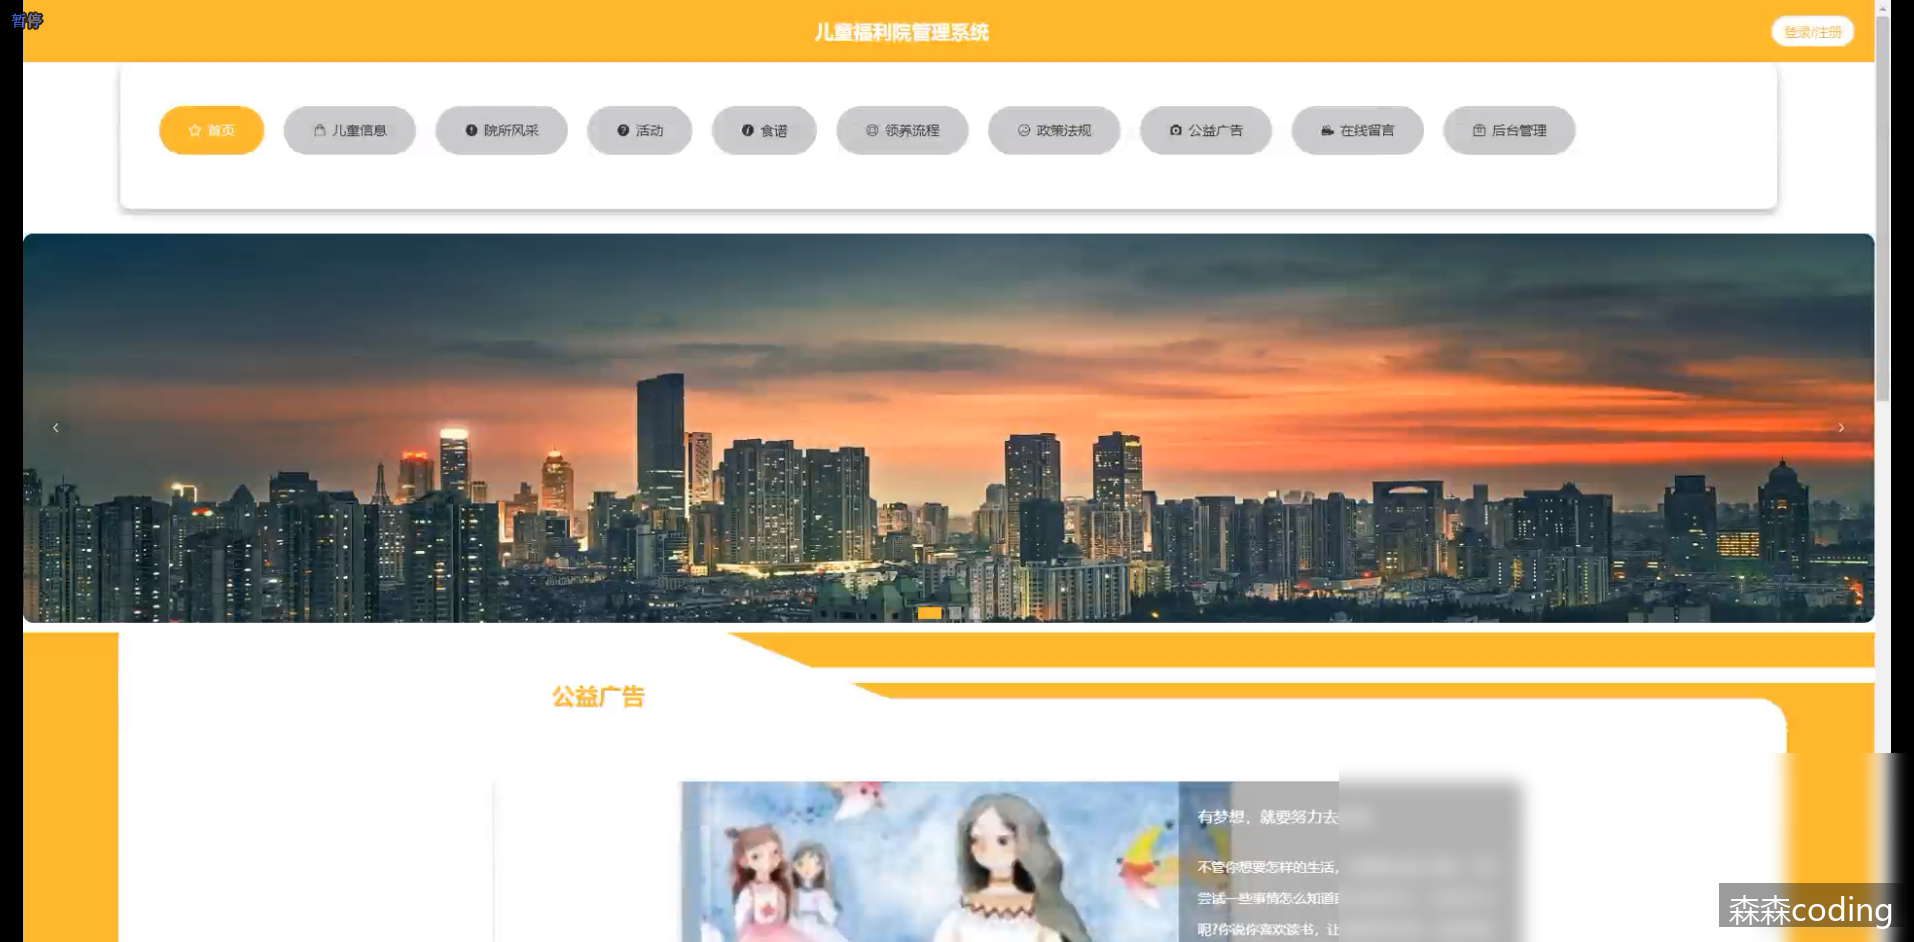 暂停
儿童福利院管理系统
登录/注册
首页
儿童信息
院所风采
活动
食谱
领养流程
政策法规
公益广告
在线留言
后台管理
公益广告
有梦想，就要努力去
不管你想要怎样的生活，
尝试一些事情怎么知道
呢?你说你喜欢读书，让
森森coding